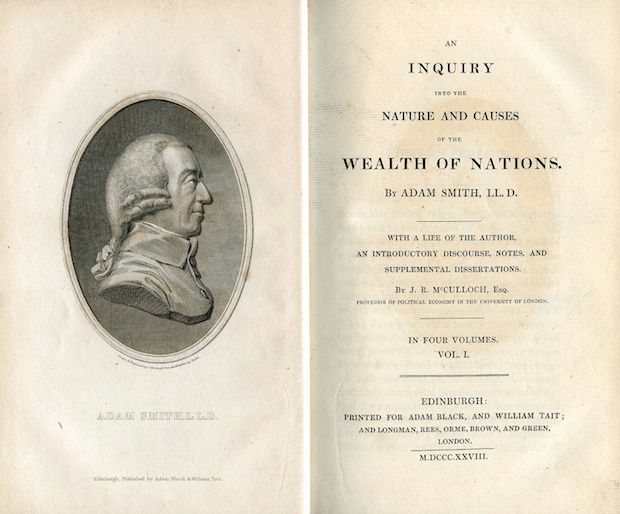 ADAM SMITH, L.L.D.
Edinburgh, Published by Adam Black & William Tait.
AN
INQUIRY
INTO THE
NATURE AND CAUSES
OF THE
WEALTH OF NATIONS.
BY ADAM SMITH, LL. D.
WITH A LIFE OF THE AUTHOR,
AN INTRODUCTORY DISCOURSE, NOTES, AND
SUPPLEMENTAL DISSERTATIONS.
BY J. R. M‘CULLOCH, ESQ.
PROFESSOR OF POLITICAL ECONOMY IN THE UNIVERSITY OF LONDON.
IN FOUR VOLUMES.
VOL. I.
EDINBURGH:
PRINTED FOR ADAM BLACK, AND WILLIAM TAIT;
AND LONGMAN, REES, ORME, BROWN, AND GREEN,
LONDON.
M.DCCC.XXVIII.